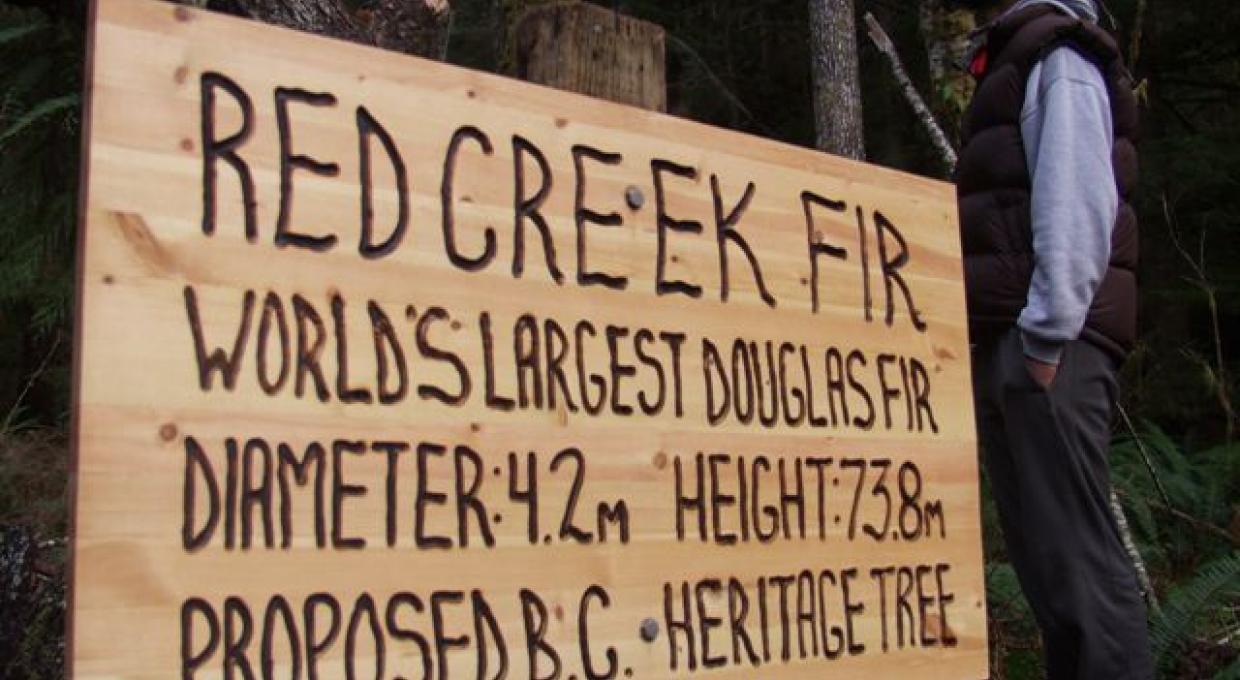 RED CREEK FIR
WORLD'S LARGEST DOUGLAS FIR
DIAMETER:4.2m HEIGHT:73.8m
PROPOSED B.C. HERITAGE TREE